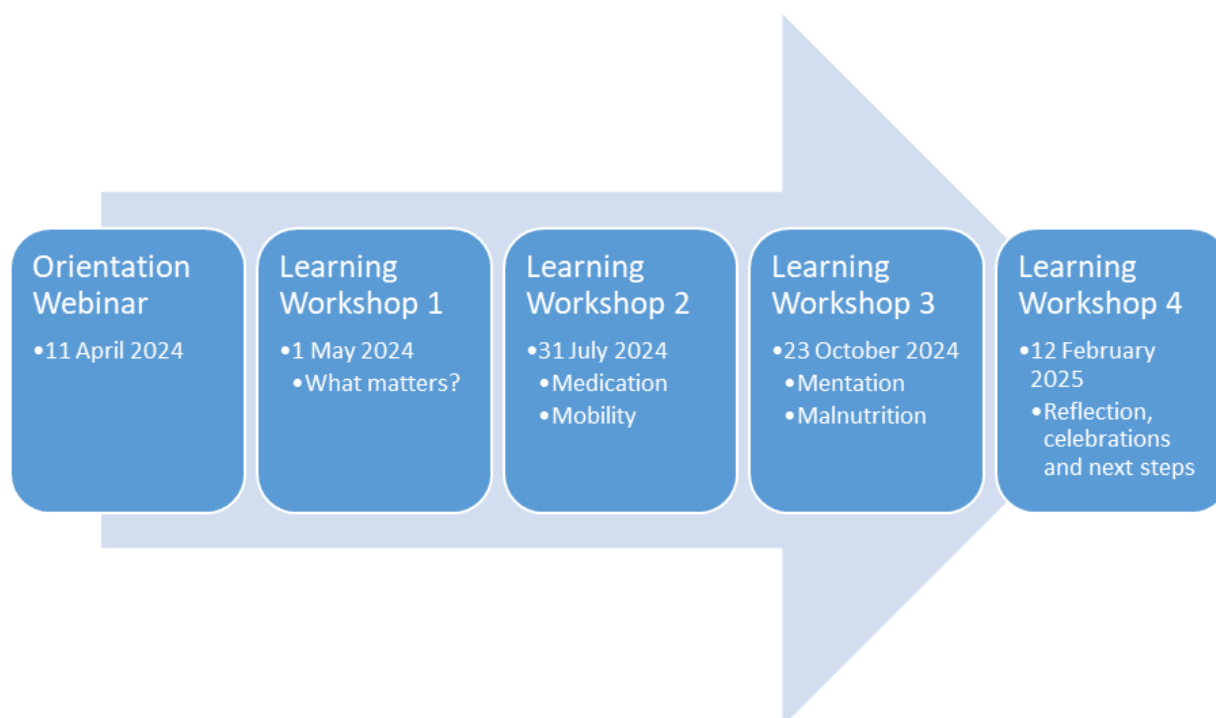 Orientation
Webinar
•11 April 2024
Learning
Workshop 1
•1 May 2024
•What matters?
Learning
Workshop 2
•31 July 2024
•Medication
•Mobility
Learning
Workshop 3
•23 October 2024
•Mentation
•Malnutrition
Learning
Workshop 4
•12 February
2025
•Reflection,
celebrations
and next steps